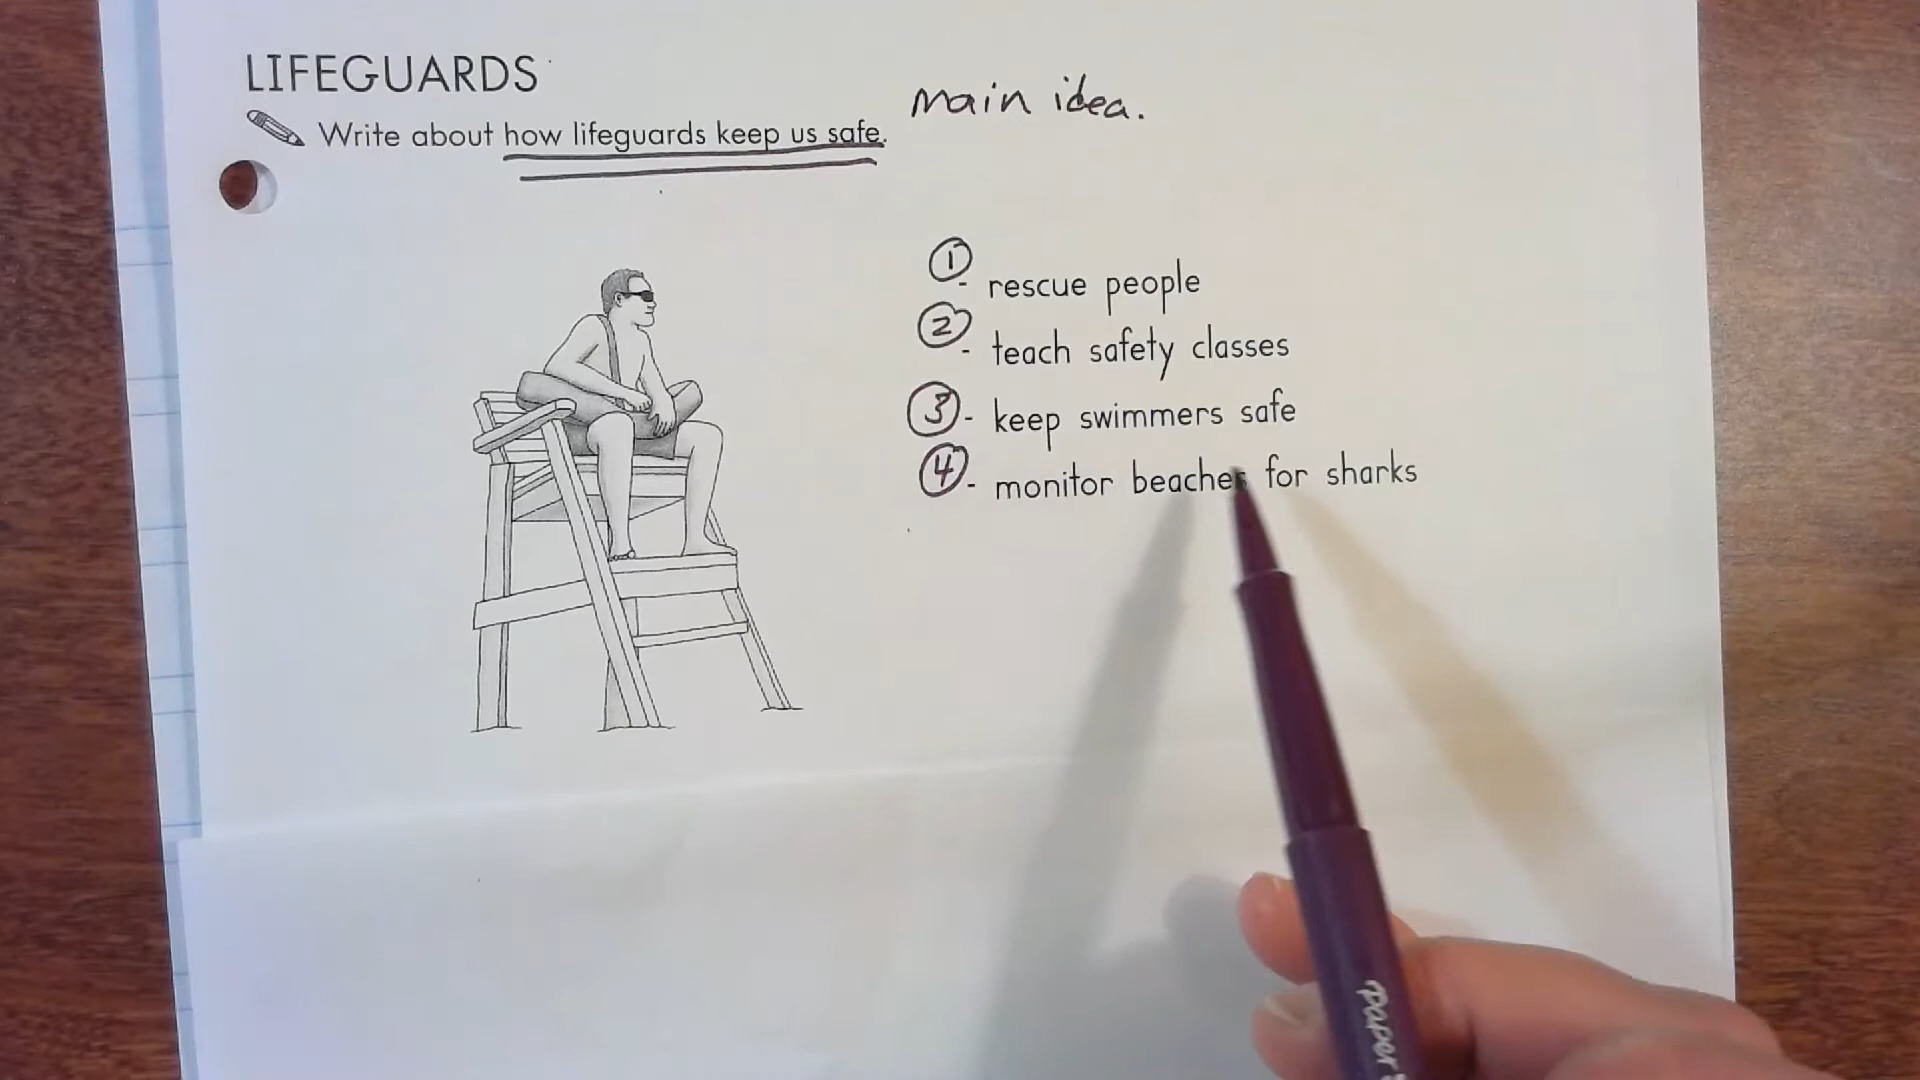 LIFEGUARDS
main idea.
Write about how lifeguards keep us safe.
1 - rescue people
2 - teach safety classes
3 - keep swimmers safe
4 - monitor beaches for sharks
Paper